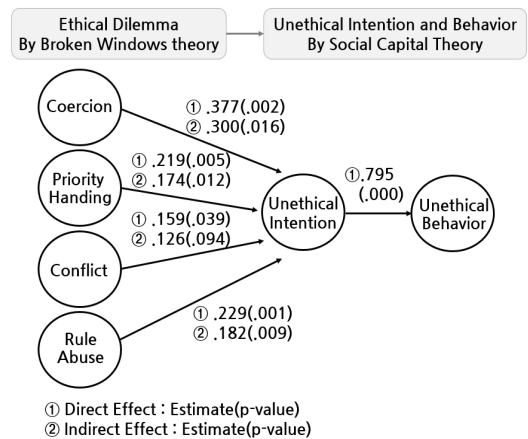 Ethical Dilemma
By Broken Windows theory
Unethical Intention and Behavior
By Social Capital Theory
Coercion
① .377(.002)
② .300(.016)
Priority
Handing
① .219(.005)
② .174(.012)
Unethical
Intention
①.795
(.000)
Unethical
Behavior
① .159(.039)
② .126(.094)
Conflict
Rule
Abuse
① .229(.001)
② .182(.009)
① Direct Effect : Estimate(p-value)
② Indirect Effect : Estimate(p-value)